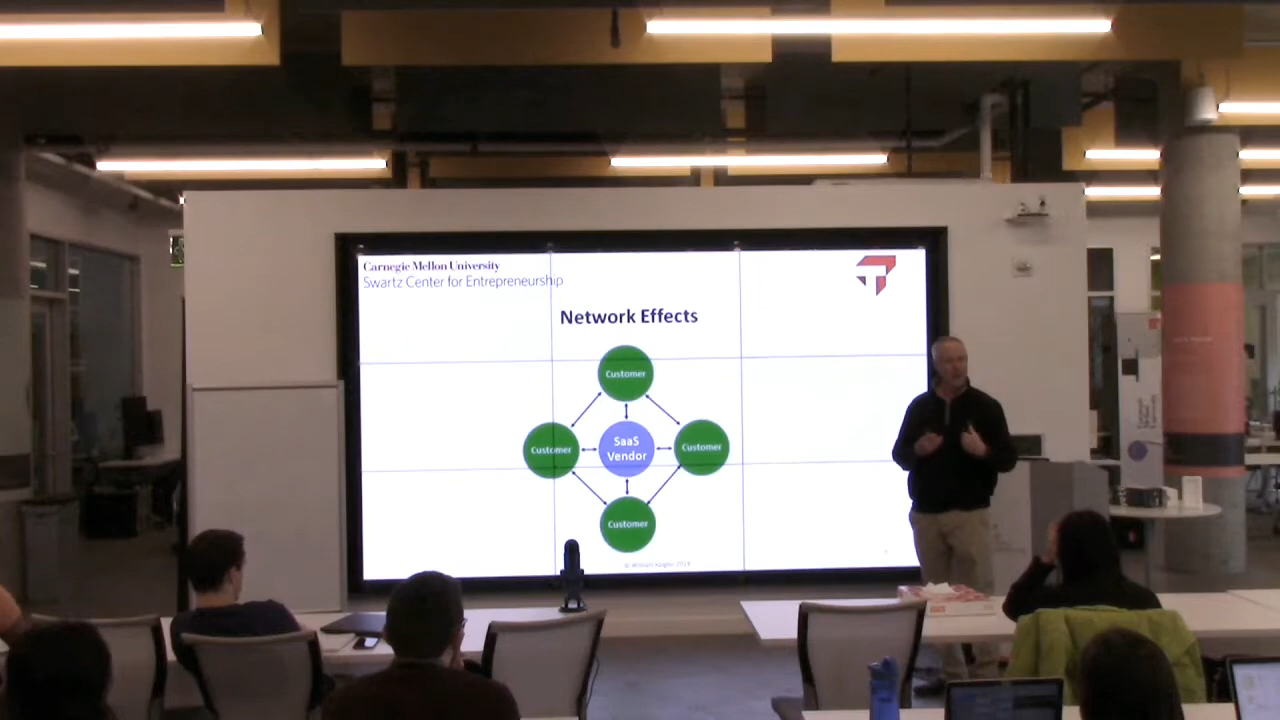 Carnegie Mellon University
Swartz Center for Entrepreneurship
Network Effects
Customer
Customer
SaaS
Vendor
Customer
Customer